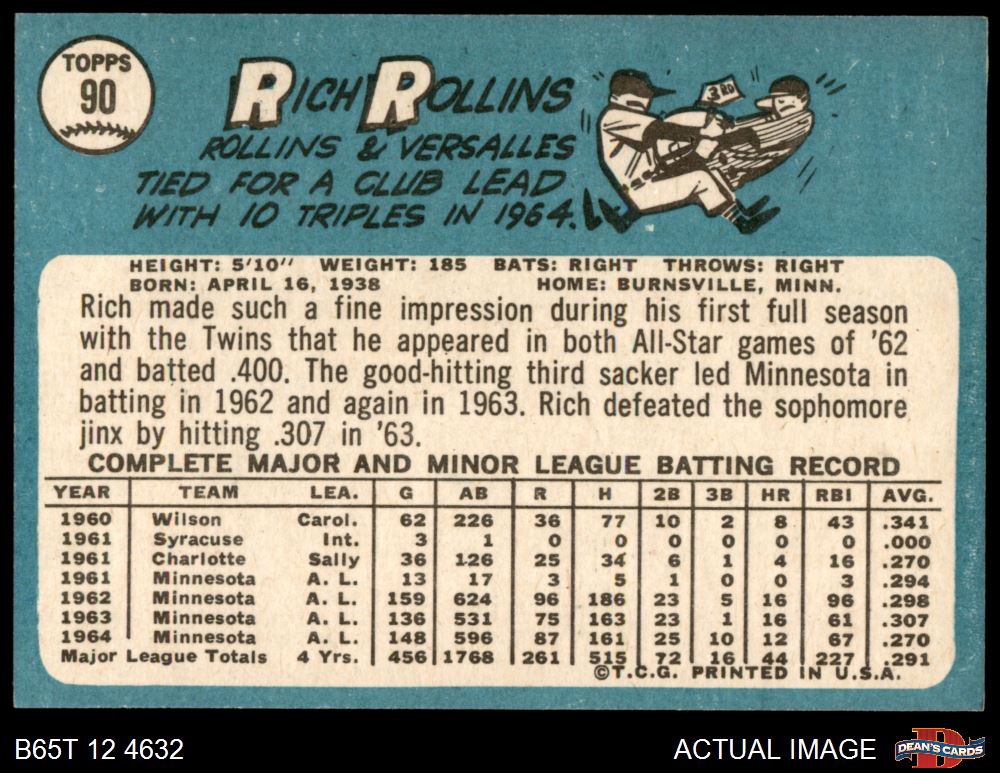 TOPPS
90
RICH ROLLINS
3RD
ROLLINS & VERSALLES
TIED FOR A CLUB LEAD
WITH 10 TRIPLES IN 1964.
HEIGHT: 5'10" WEIGHT: 185 BATS: RIGHT THROWS: RIGHT
BORN: APRIL 16, 1938 HOME: BURNSVILLE, MINN.
Rich made such a fine impression during his first full season
with the Twins that he appeared in both All-Star games of '62
and batted .400. The good-hitting third sacker led Minnesota in
batting in 1962 and again in 1963. Rich defeated the sophomore
jinx by hitting .307 in '63.
COMPLETE MAJOR AND MINOR LEAGUE BATTING RECORD
YEAR TEAM LEA. G AB R H 2B 3B HR RBI AVG.
1960 Wilson Carol. 62 226 36 77 10 2 8 43 .341
1961 Syracuse Int. 3 1 0 0 0 0 0 0 .000
1961 Charlotte Sally 36 126 25 34 6 1 4 16 .270
1961 Minnesota A. L. 13 17 3 5 1 0 0 3 .294
1962 Minnesota A. L. 159 624 96 186 23 5 16 96 .298
1963 Minnesota A. L. 136 531 75 163 23 1 16 61 .307
1964 Minnesota A. L. 148 596 87 161 25 10 12 67 .270
Major League Totals 4 Yrs. 456 1768 261 515 72 16 44 227 .291
©T.C.G. PRINTED IN U.S.A.
B65T 12 4632
ACTUAL IMAGE
D
DEAN'S CARDS